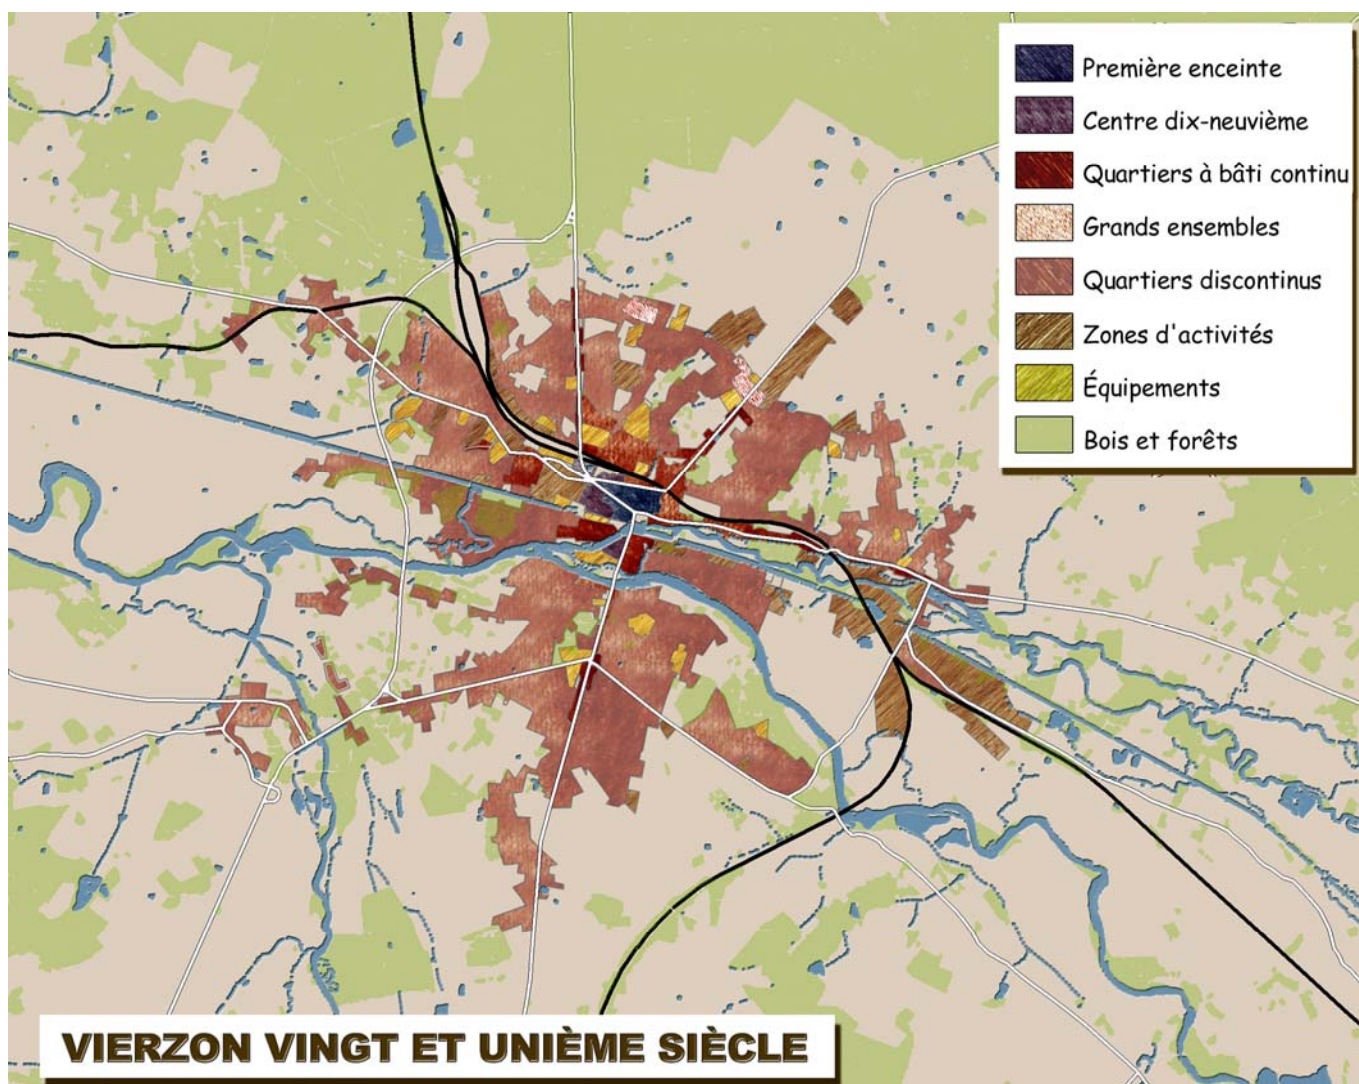 Première enceinte
Centre dix-neuvième
Quartiers à bâti continu
Grands ensembles
Quartiers discontinus
Zones d'activités
Équipements
Bois et forêts
VIERZON VINGT ET UNIÈME SIÈCLE